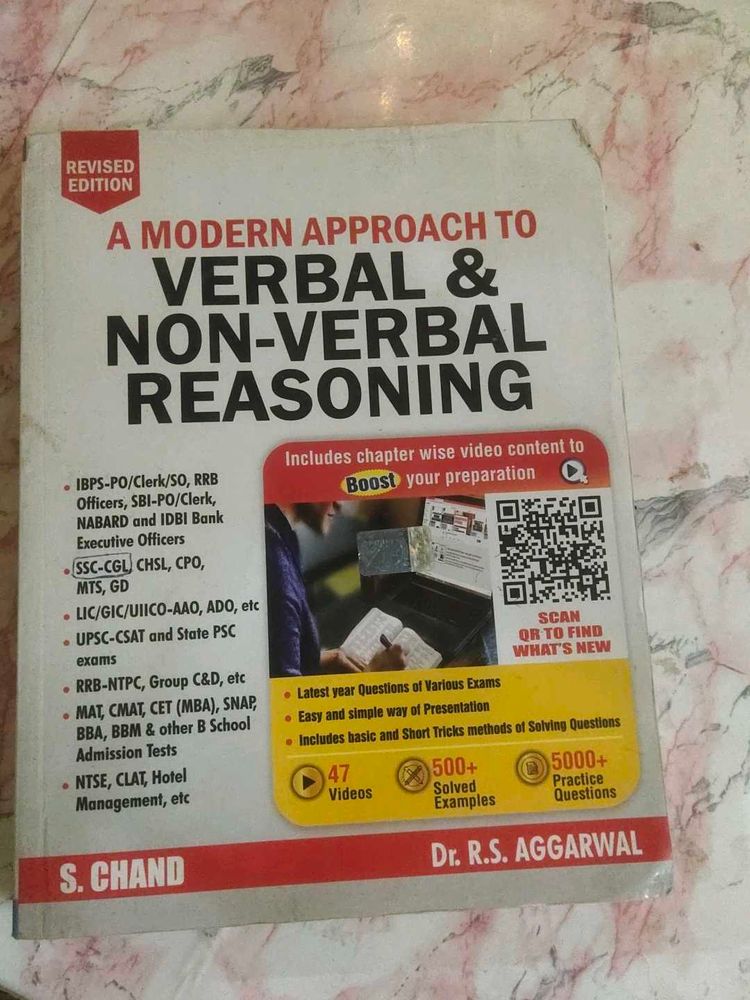 REVISED
EDITION
A MODERN APPROACH TO
VERBAL &
NON-VERBAL
REASONING
• IBPS-PO/Clerk/SO, RRB
Officers, SBI-PO/Clerk,
NABARD and IDBI Bank
Executive Officers
• SSC-CGL, CHSL, CPO,
MTS, GD
• LIC/GIC/UIICO-AAO, ADO, etc
• UPSC-CSAT and State PSC
exams
• RRB-NTPC, Group C&D, etc
• MAT, CMAT, CET (MBA), SNAP,
BBA, BBM & other B School
Admission Tests
• NTSE, CLAT, Hotel
Management, etc
Includes chapter wise video content to
Boost your preparation
SCAN
QR TO FIND
WHAT'S NEW
• Latest year Questions of Various Exams
• Easy and simple way of Presentation
• Includes basic and Short Tricks methods of Solving Questions
47
Videos
500+
Solved
Examples
5000+
Practice
Questions
S. CHAND
Dr. R.S. AGGARWAL